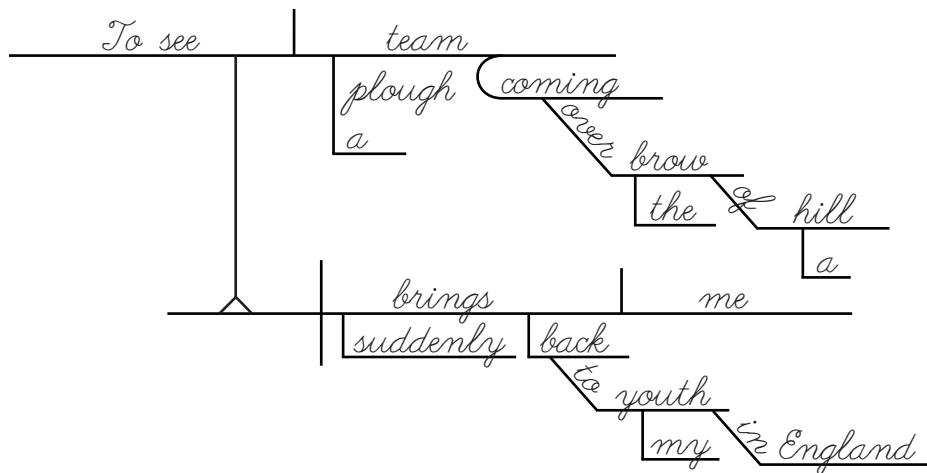 To see team
plough coming
a over
brow
the of hill
a
brings me
suddenly back
to youth
my in England